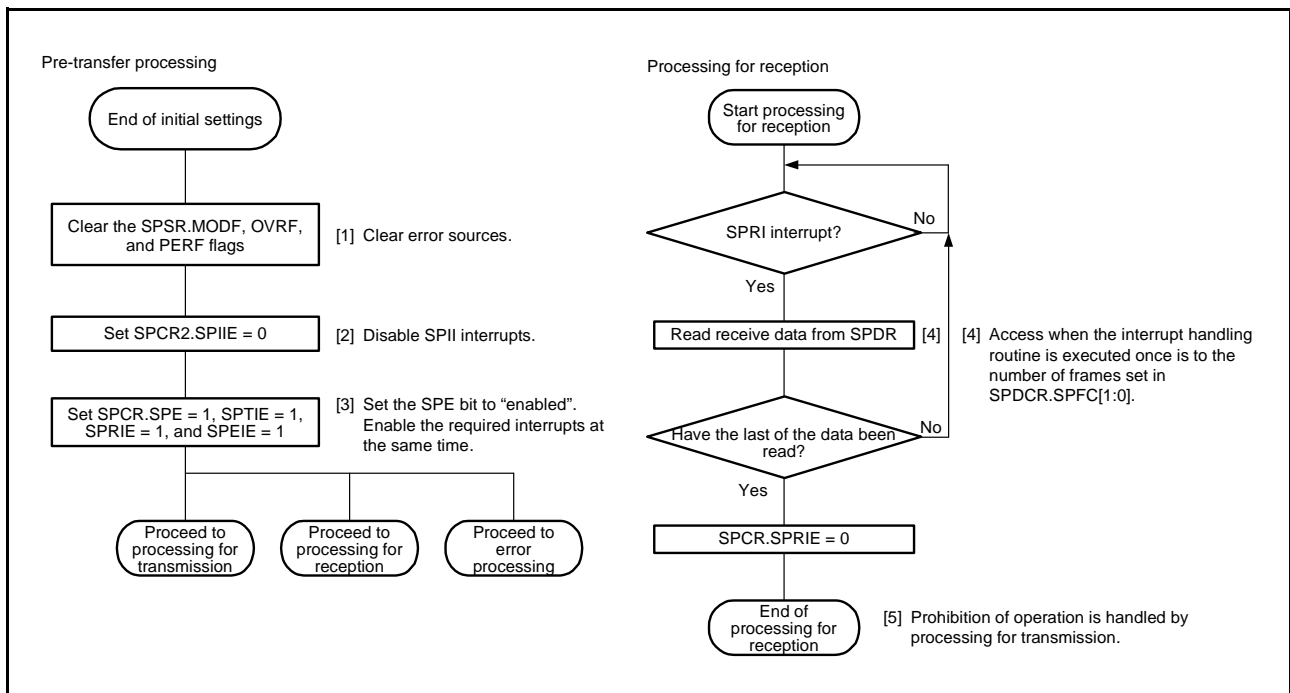 Pre-transfer processing
End of initial settings
Clear the SPSR.MODF, OVRF,
and PERF flags
[1] Clear error sources.
Set SPCR2.SPIIE = 0
[2] Disable SPII interrupts.
Set SPCR.SPE = 1, SPTIE = 1,
SPRIE = 1, and SPEIE = 1
[3] Set the SPE bit to “enabled”.
Enable the required interrupts at
the same time.
Proceed to
processing for
transmission
Proceed to
processing for
reception
Proceed to
error
processing
Processing for reception
Start processing
for reception
SPRI interrupt?
No
Yes
Read receive data from SPDR
[4]
[4] Access when the interrupt handling
routine is executed once is to the
number of frames set in
SPDCR.SPFC[1:0].
Have the last of the data been
read?
No
Yes
SPCR.SPRIE = 0
End of
processing for
reception
[5] Prohibition of operation is handled by
processing for transmission.